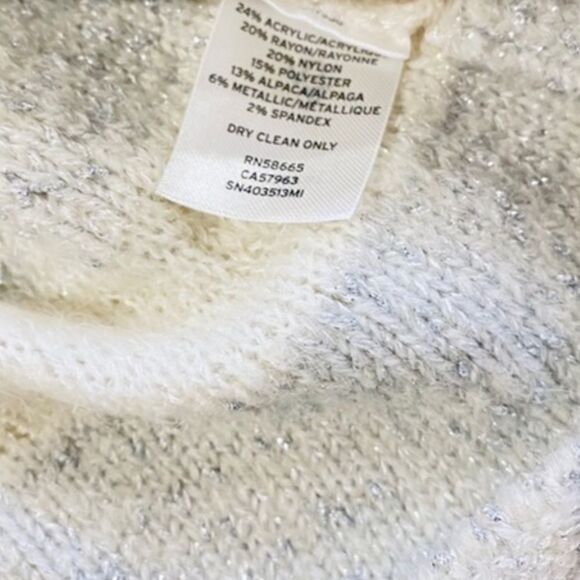 24% ACRYLIC/ACRYLIC
20% RAYON/RAYONNE
20% NYLON
15% POLYESTER
13% ALPACA/ALPAGA
6% METALLIC/MÉTALLIQUE
2% SPANDEX
DRY CLEAN ONLY
RN58665
CA57963
SN403513MI